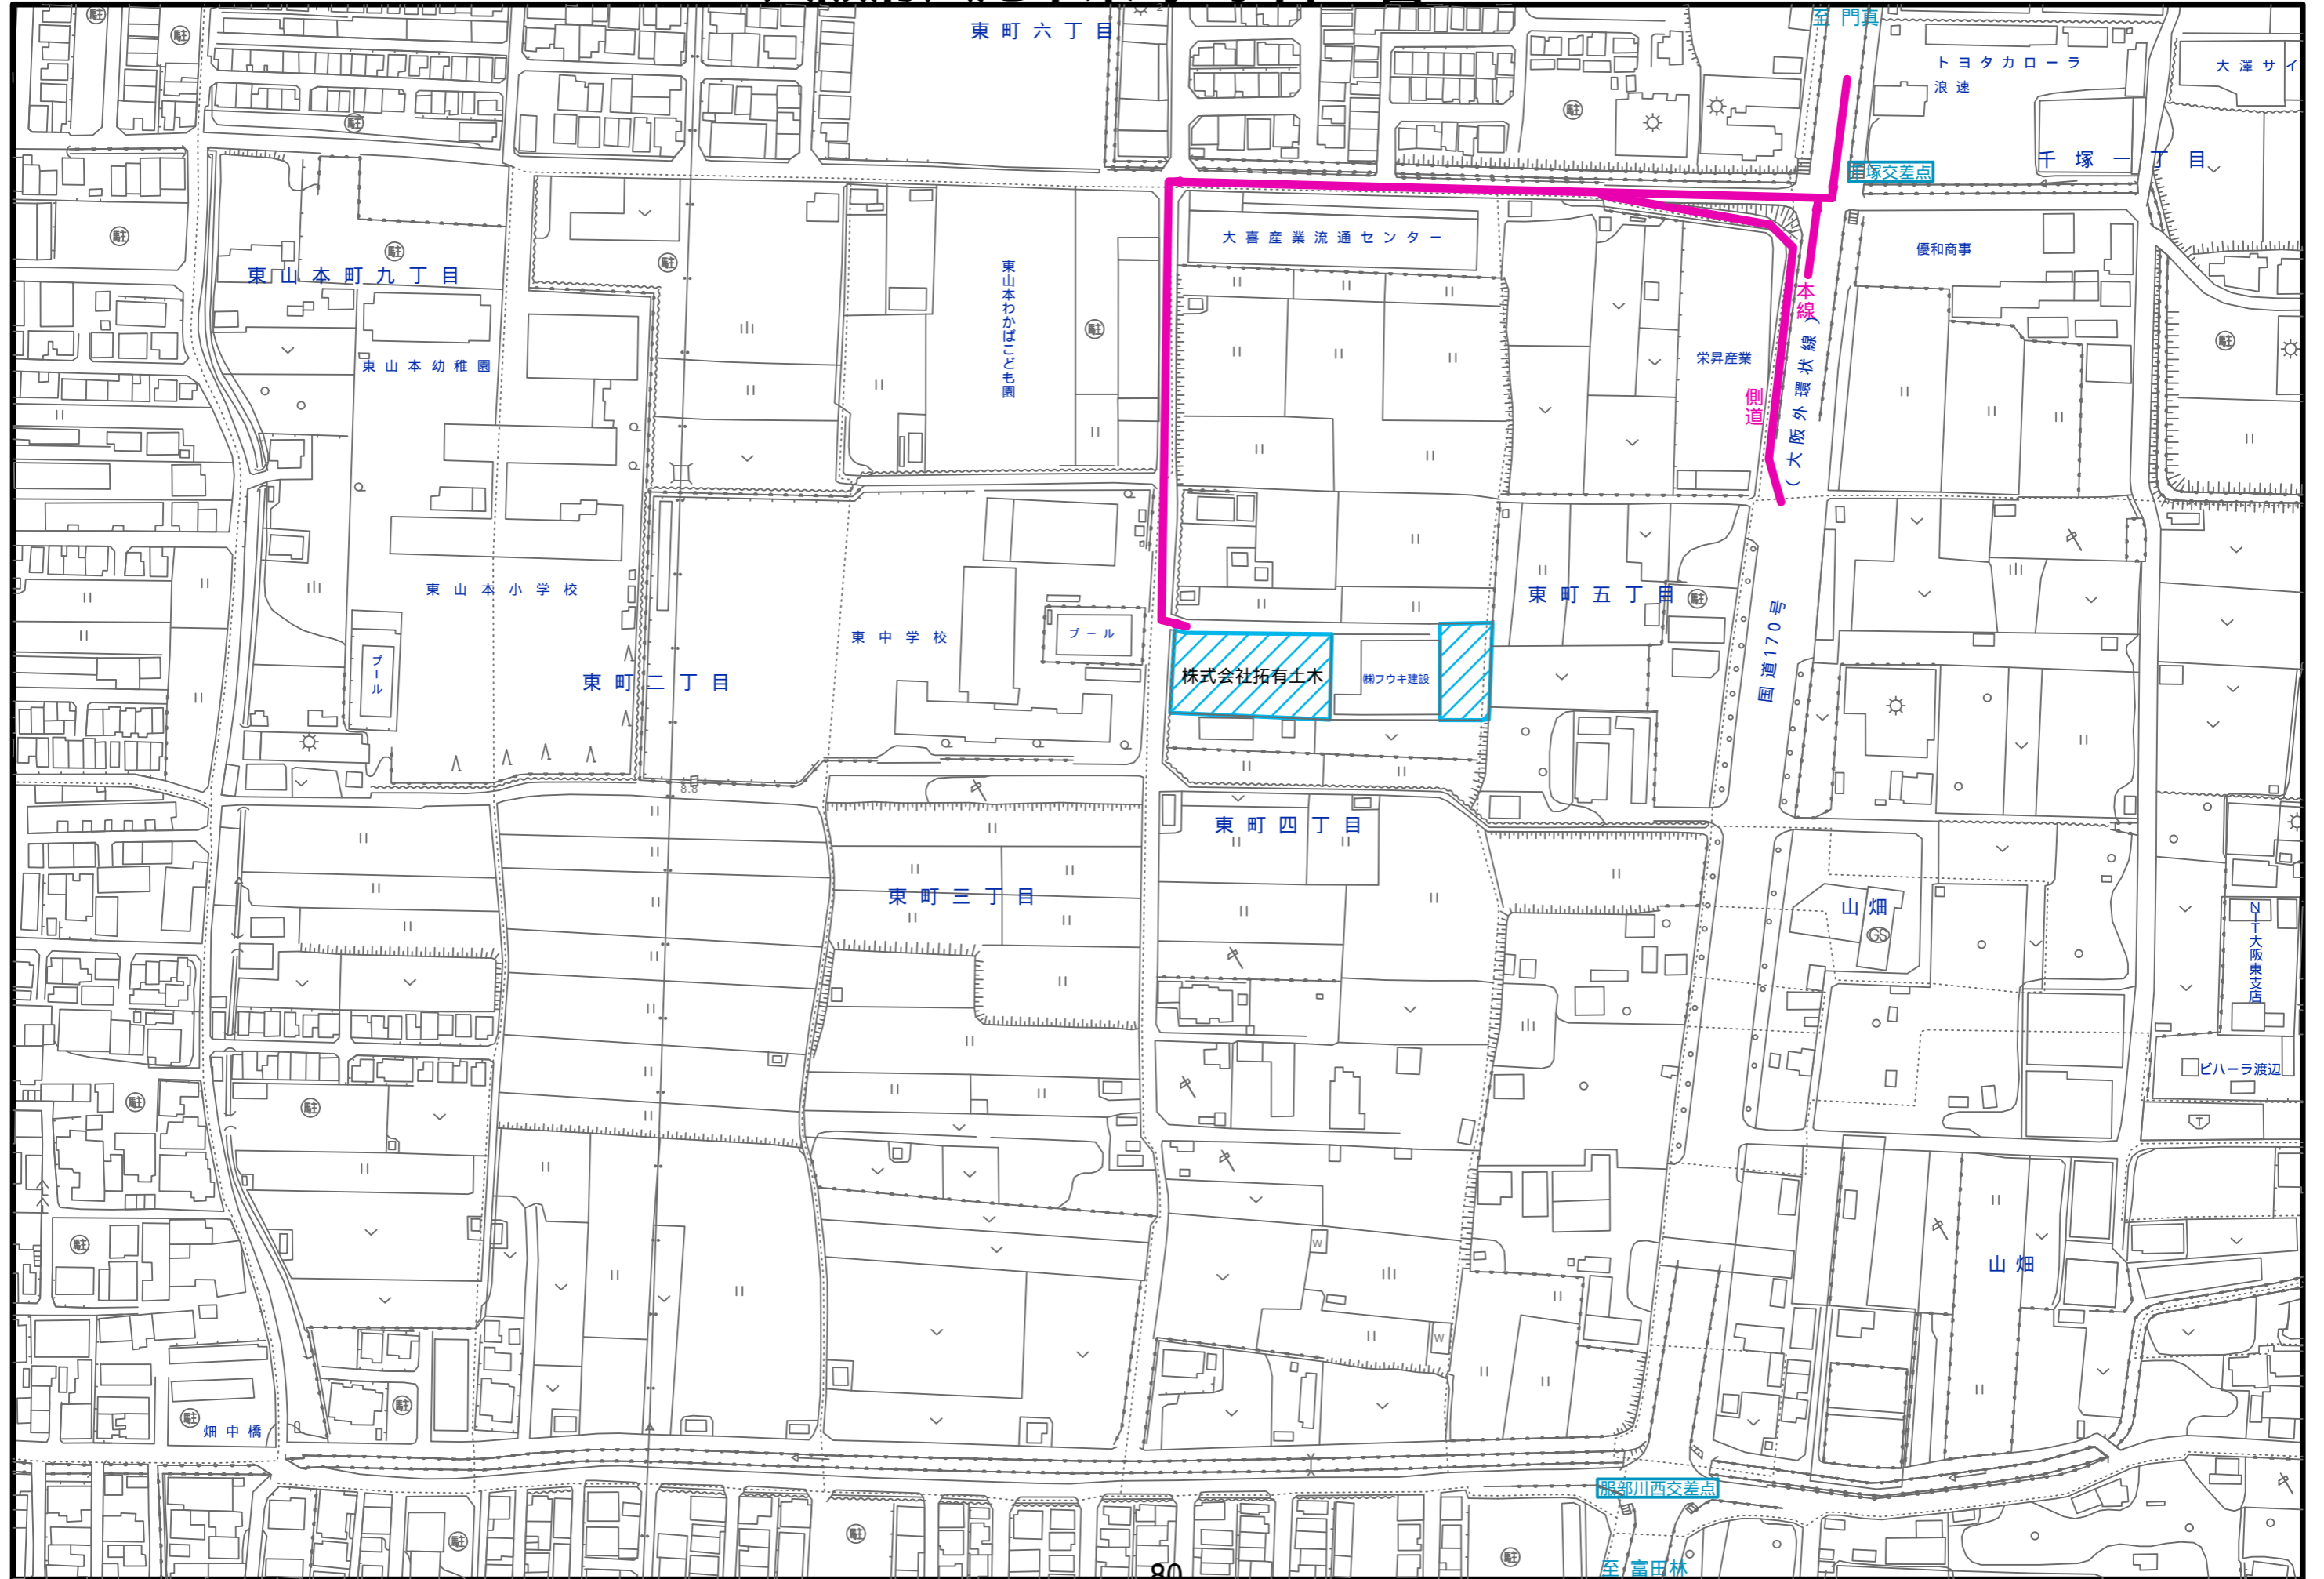 東町六丁目
至 門真
トヨタカローラ
浪速
大澤サイ
千塚一丁目
塚交差点
東山本町九丁目
大喜産業流通センター
優和商事
東山本わかばこども園
本線
東山本幼稚園
栄昇産業
側道
(大阪外環状線)
東山本小学校
東町五丁目
国道170号
東中学校
プール
プール
東町二丁目
株式会社拓有土木
㈱フウキ建設
8.8
東町四丁目
東町三丁目
山畑
GS
NTT大阪東支店
ビハーラ渡辺
T
W
山畑
W
畑中橋
服部川西交差点
至 富田林
80